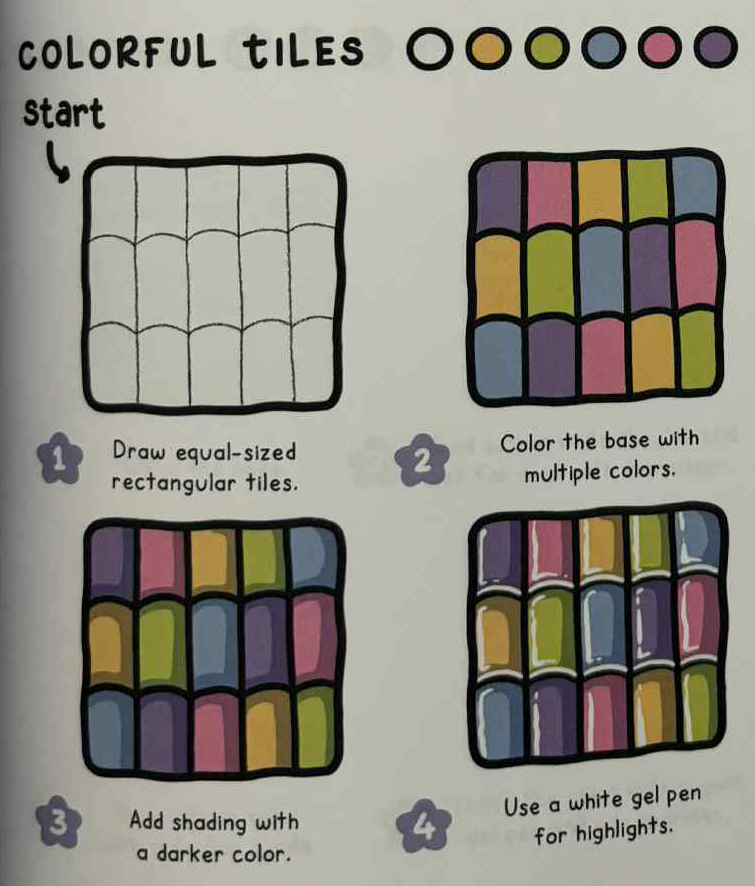 COLORFUL tILES
start
1
Draw equal-sized
rectangular tiles.
2
Color the base with
multiple colors.
3
Add shading with
a darker color.
4
Use a white gel pen
for highlights.